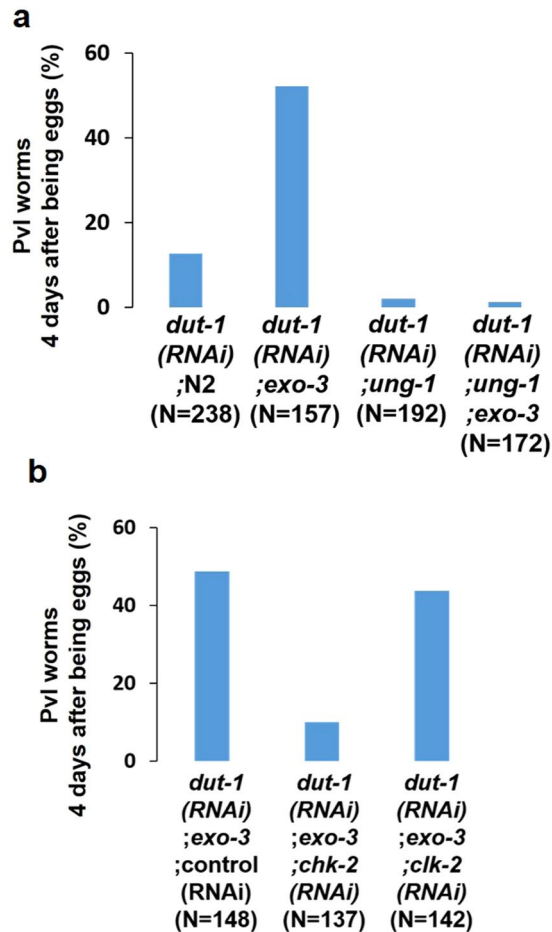 a
Pvl worms
4 days after being eggs (%)
60
40
20
0
dut-1
(RNAi)
;N2
(N=238)
dut-1
(RNAi)
;exo-3
(N=157)
dut-1
(RNAi)
;ung-1
(N=192)
dut-1
(RNAi)
;ung-1
;exo-3
(N=172)
b
Pvl worms
4 days after being eggs (%)
60
40
20
0
dut-1
(RNAi)
;exo-3
;control
(RNAi)
(N=148)
dut-1
(RNAi)
;exo-3
;chk-2
(RNAi)
(N=137)
dut-1
(RNAi)
;exo-3
;clk-2
(RNAi)
(N=142)